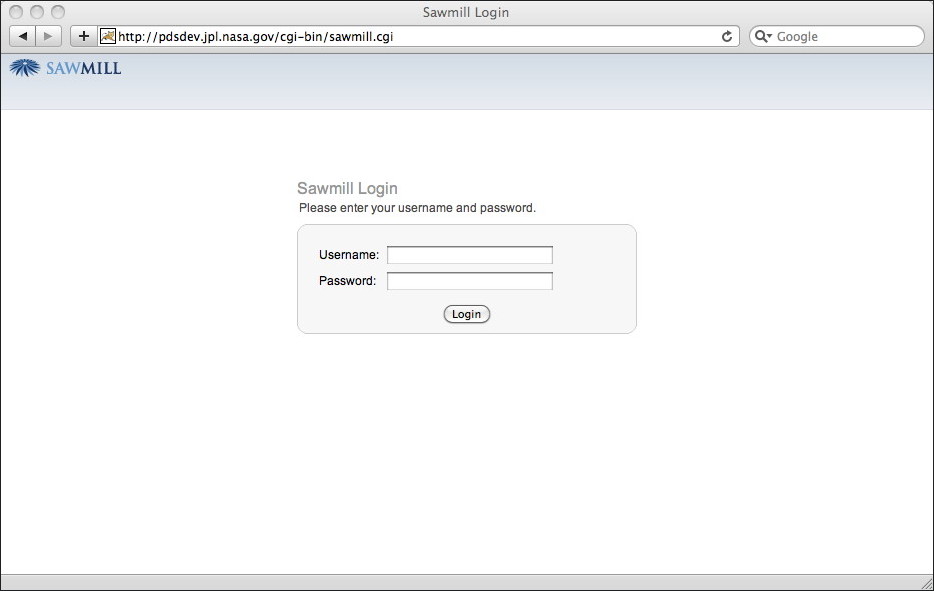 Sawmill Login
http://pdsdev.jpl.nasa.gov/cgi-bin/sawmill.cgi
Google
SAWMILL
Sawmill Login
Please enter your username and password.
Username:
Password:
Login